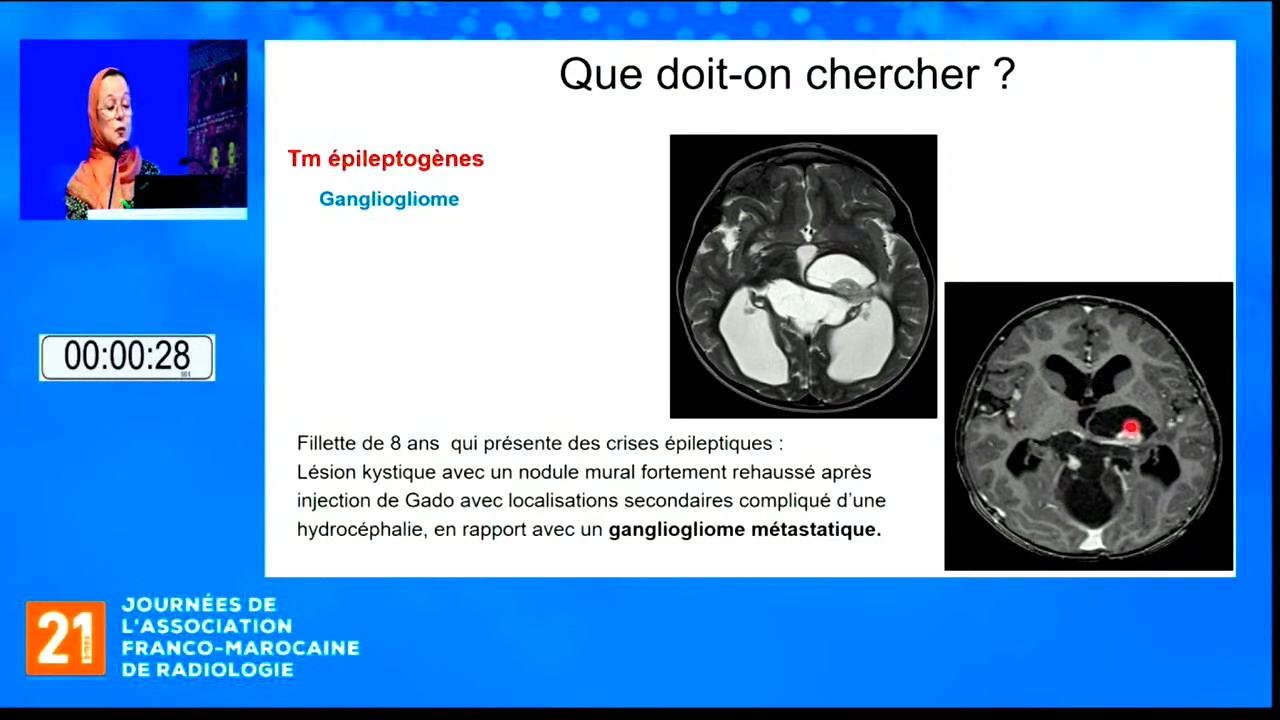 Que doit-on chercher ?
Tm épileptogènes
Gangliogliome
00:00:28
Fillette de 8 ans qui présente des crises épileptiques :
Lésion kystique avec un nodule mural fortement rehaussé après
injection de Gado avec localisations secondaires compliqué d’une
hydrocéphalie, en rapport avec un gangliogliome métastatique.
21
JOURNÉES DE
L'ASSOCIATION
FRANCO-MAROCAINE
DE RADIOLOGIE